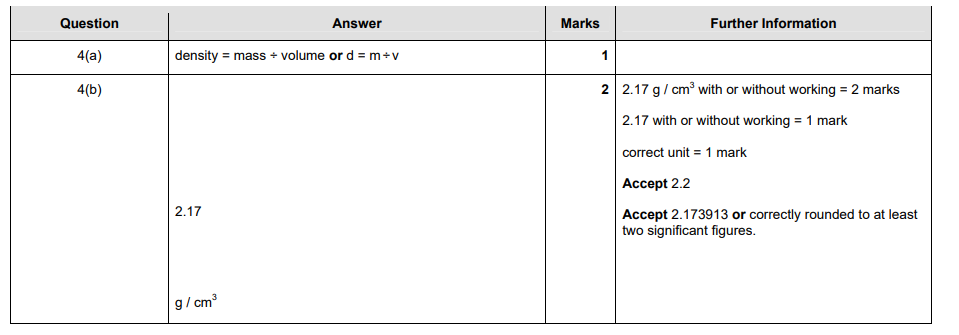 Question Answer Marks Further Information
4(a) density = mass ÷ volume or d = m÷v 1
4(b) 2 2.17 g / cm³ with or without working = 2 marks
2.17 with or without working = 1 mark
correct unit = 1 mark
Accept 2.2
2.17
Accept 2.173913 or correctly rounded to at least
two significant figures.
g / cm³